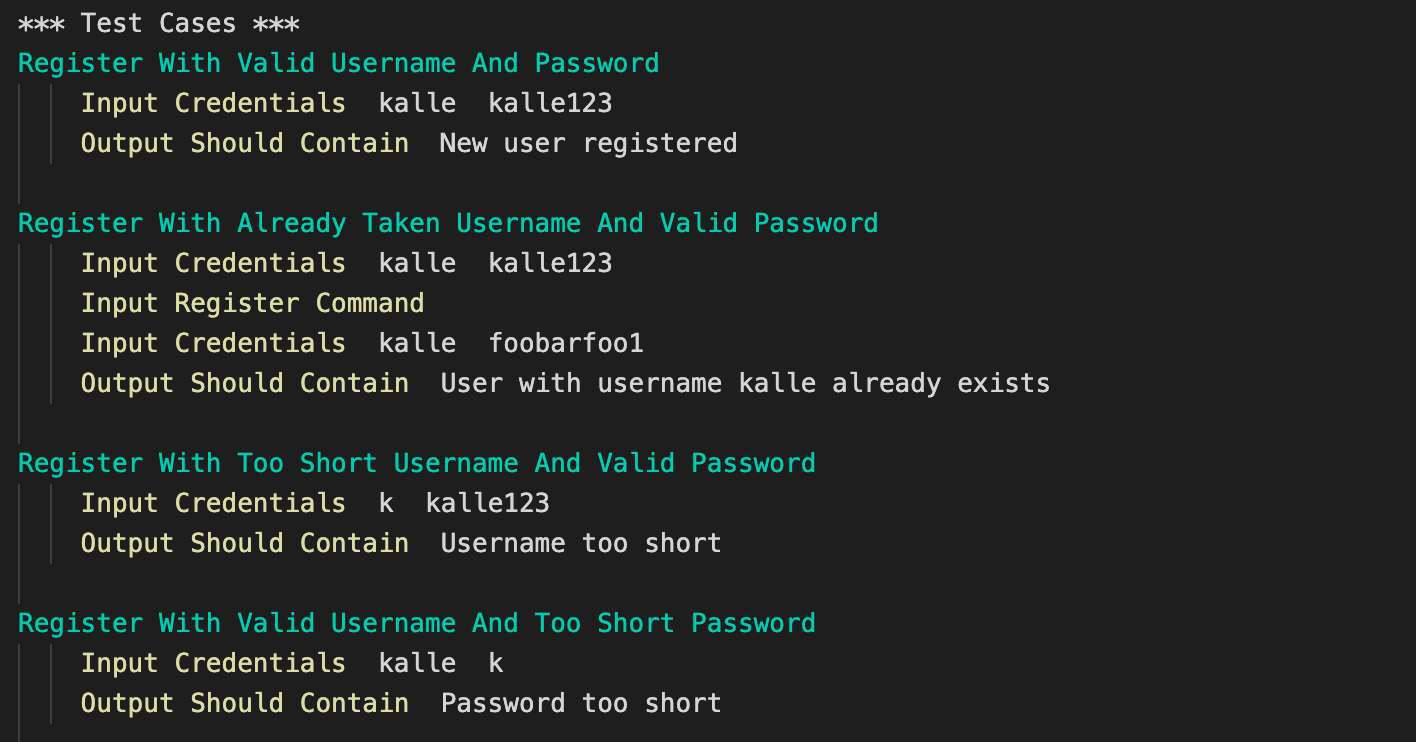 *** Test Cases ***
Register With Valid Username And Password
Input Credentials  kalle  kalle123
Output Should Contain  New user registered
Register With Already Taken Username And Valid Password
Input Credentials  kalle  kalle123
Input Register Command
Input Credentials  kalle  foobarfoo1
Output Should Contain  User with username kalle already exists
Register With Too Short Username And Valid Password
Input Credentials  k  kalle123
Output Should Contain  Username too short
Register With Valid Username And Too Short Password
Input Credentials  kalle  k
Output Should Contain  Password too short